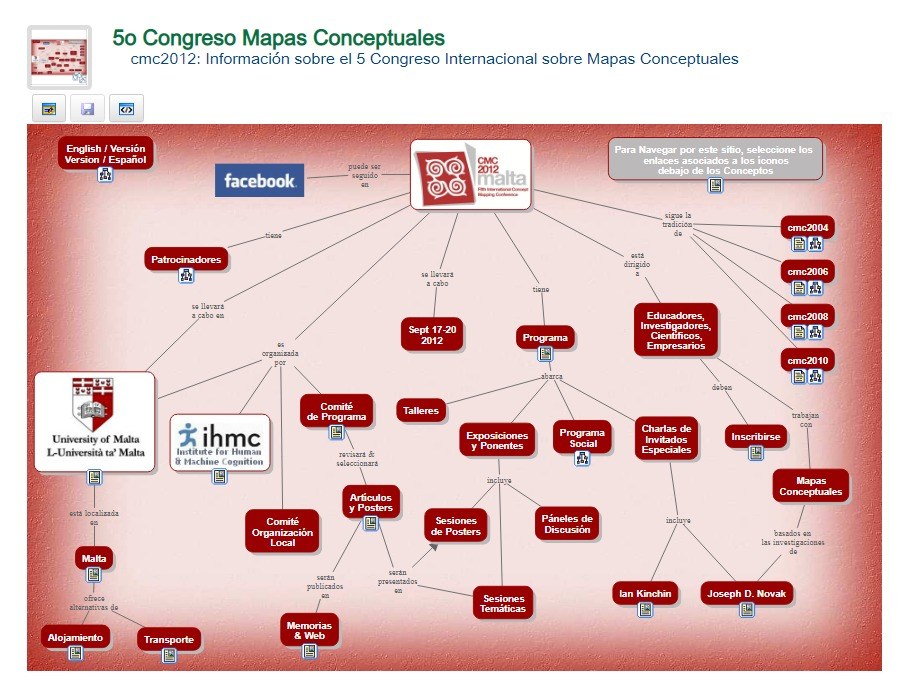 5o Congreso Mapas Conceptuales
cmc2012: Información sobre el 5 Congreso Internacional sobre Mapas Conceptuales
English / Versión
Version / Español
facebook
puede ser
seguido
en
CMC
2012
malta
Fifth International Concept
Mapping Conference
Para Navegar por este sitio, seleccione los
enlaces asociados a los iconos
debajo de los Conceptos
tiene
Patrocinadores
sigue la
tradición
de
cmc2004
cmc2006
cmc2008
cmc2010
se llevará
a cabo en
se llevará
a cabo
tiene
está
dirigido
a
Sept 17-20
2012
Programa
Educadores,
Investigadores,
Científicos,
Empresarios
es
organizada
por
abarca
deben
trabajan
con
University of Malta
L-Università ta' Malta
ihmc
Institute for Human
& Machine Cognition
Comité
de Programa
Talleres
Exposiciones
y Ponentes
Programa
Social
Charlas de
Invitados
Especiales
Inscribirse
Mapas
Conceptuales
revisará &
seleccionará
incluye
está localizada
en
Comité
Organización
Local
Artículos
y Posters
Sesiones
de Posters
Páneles de
Discusión
incluye
basados en
las investigaciones
de
Malta
ofrece
alternativas de
serán
publicados
en
serán
presentados
en
Sesiones
Temáticas
Ian Kinchin
Joseph D. Novak
Alojamiento
Transporte
Memorias
& Web